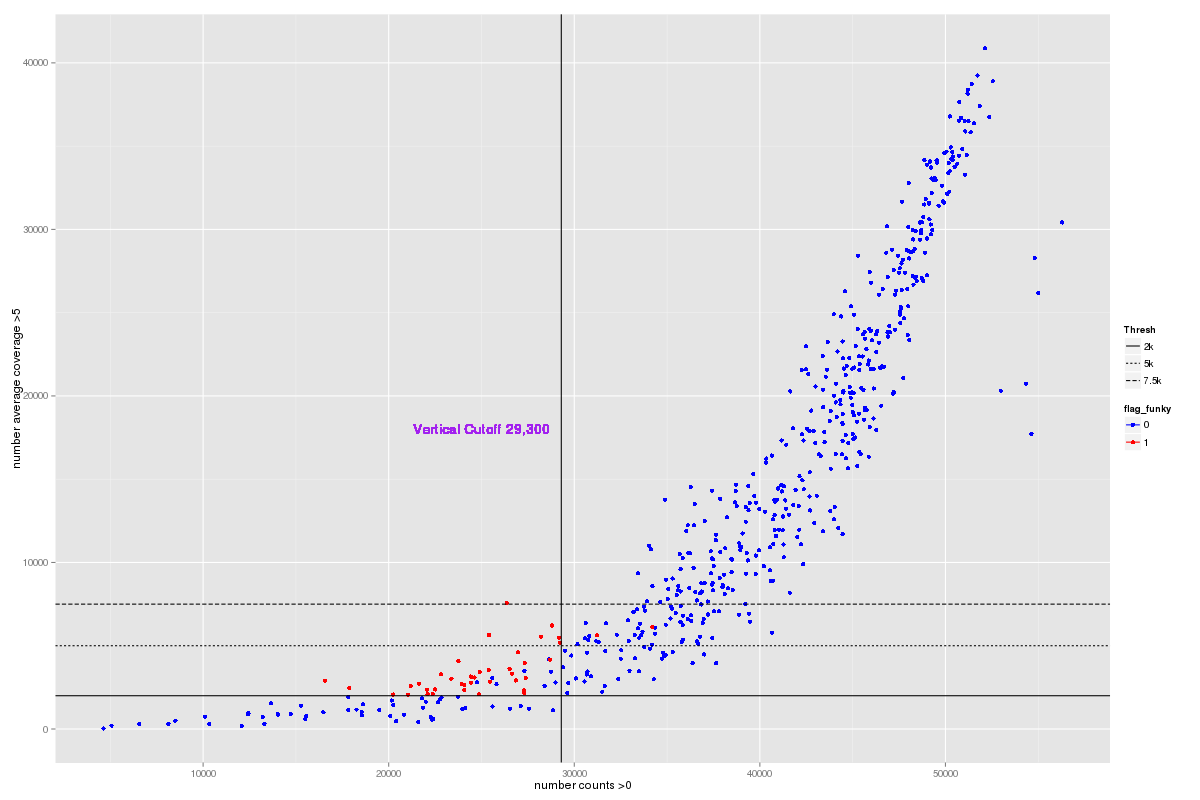 40000
30000
20000
10000
0
number average coverage >5
Vertical Cutoff 29,300
10000
20000
30000
40000
50000
number counts >0
Thresh
2k
5k
7.5k
flag_funky
0
1